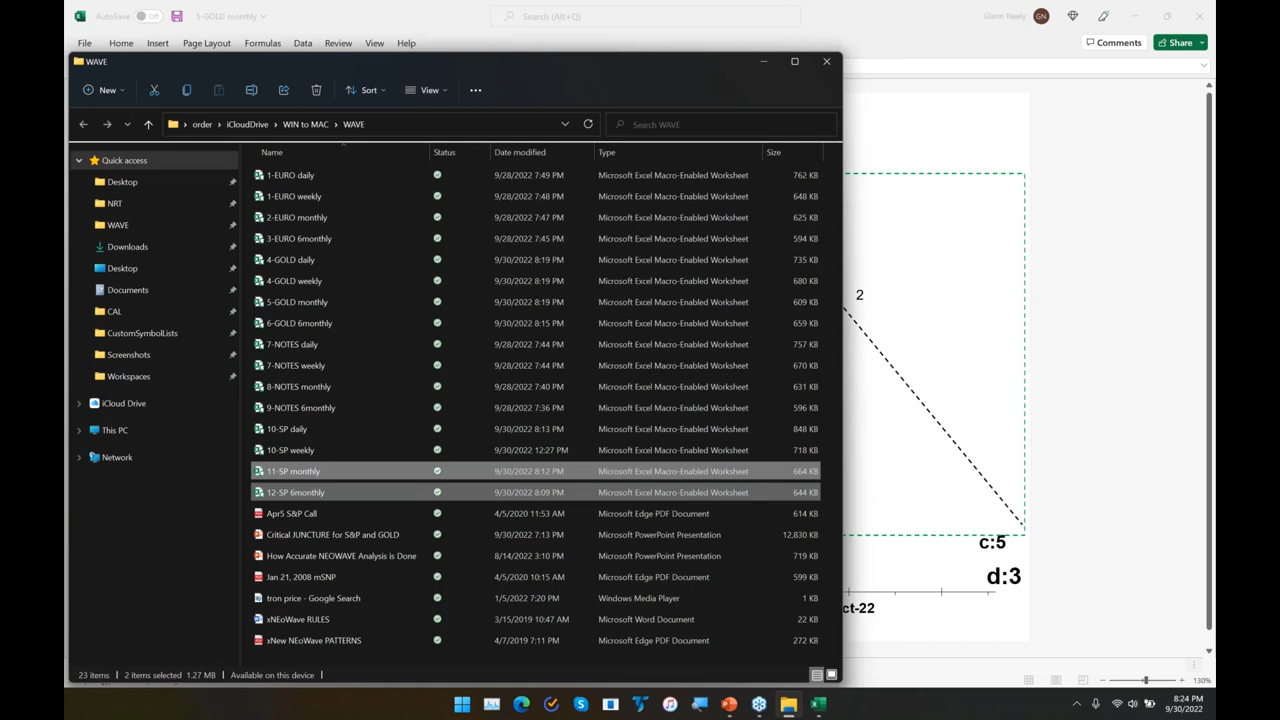 AutoSave Off 5-GOLD monthly Search (Alt+Q) Glenn Neely GN
File Home Insert Page Layout Formulas Data Review View Help Comments Share
WAVE
New Sort View
order > iCloudDrive > WIN to MAC > WAVE Search WAVE
Name Status Date modified Type Size
Quick access
Desktop
NRT
WAVE
Downloads
Desktop
Documents
CAL
CustomSymbolLists
Screenshots
Workspaces
iCloud Drive
This PC
Network
1-EURO daily 9/28/2022 7:49 PM Microsoft Excel Macro-Enabled Worksheet 762 KB
1-EURO weekly 9/28/2022 7:48 PM Microsoft Excel Macro-Enabled Worksheet 648 KB
2-EURO monthly 9/28/2022 7:47 PM Microsoft Excel Macro-Enabled Worksheet 625 KB
3-EURO 6monthly 9/28/2022 7:45 PM Microsoft Excel Macro-Enabled Worksheet 594 KB
4-GOLD daily 9/30/2022 8:19 PM Microsoft Excel Macro-Enabled Worksheet 735 KB
4-GOLD weekly 9/30/2022 8:19 PM Microsoft Excel Macro-Enabled Worksheet 680 KB
5-GOLD monthly 9/30/2022 8:19 PM Microsoft Excel Macro-Enabled Worksheet 609 KB
6-GOLD 6monthly 9/30/2022 8:15 PM Microsoft Excel Macro-Enabled Worksheet 659 KB
7-NOTES daily 9/28/2022 7:44 PM Microsoft Excel Macro-Enabled Worksheet 757 KB
7-NOTES weekly 9/28/2022 7:44 PM Microsoft Excel Macro-Enabled Worksheet 670 KB
8-NOTES monthly 9/28/2022 7:40 PM Microsoft Excel Macro-Enabled Worksheet 631 KB
9-NOTES 6monthly 9/28/2022 7:36 PM Microsoft Excel Macro-Enabled Worksheet 596 KB
10-SP daily 9/30/2022 8:13 PM Microsoft Excel Macro-Enabled Worksheet 848 KB
10-SP weekly 9/30/2022 12:27 PM Microsoft Excel Macro-Enabled Worksheet 718 KB
11-SP monthly 9/30/2022 8:12 PM Microsoft Excel Macro-Enabled Worksheet 664 KB
12-SP 6monthly 9/30/2022 8:09 PM Microsoft Excel Macro-Enabled Worksheet 644 KB
Apr5 S&P Call 4/5/2020 11:53 AM Microsoft Edge PDF Document 614 KB
Critical JUNCTURE for S&P and GOLD 9/30/2022 7:13 PM Microsoft PowerPoint Presentation 12,830 KB
How Accurate NEOWAVE Analysis is Done 8/14/2022 3:10 PM Microsoft PowerPoint Presentation 719 KB
Jan 21, 2008 mSNP 4/5/2020 10:15 AM Microsoft Edge PDF Document 599 KB
tron price - Google Search 1/5/2022 7:20 PM Windows Media Player 1 KB
xNEoWave RULES 3/15/2019 10:47 AM Microsoft Word Document 22 KB
xNew NEoWave PATTERNS 4/7/2019 7:11 PM Microsoft Edge PDF Document 272 KB
23 items 2 items selected 1.27 MB Available on this device
2
c:5
d:3
ct-22
130%
8:24 PM
9/30/2022